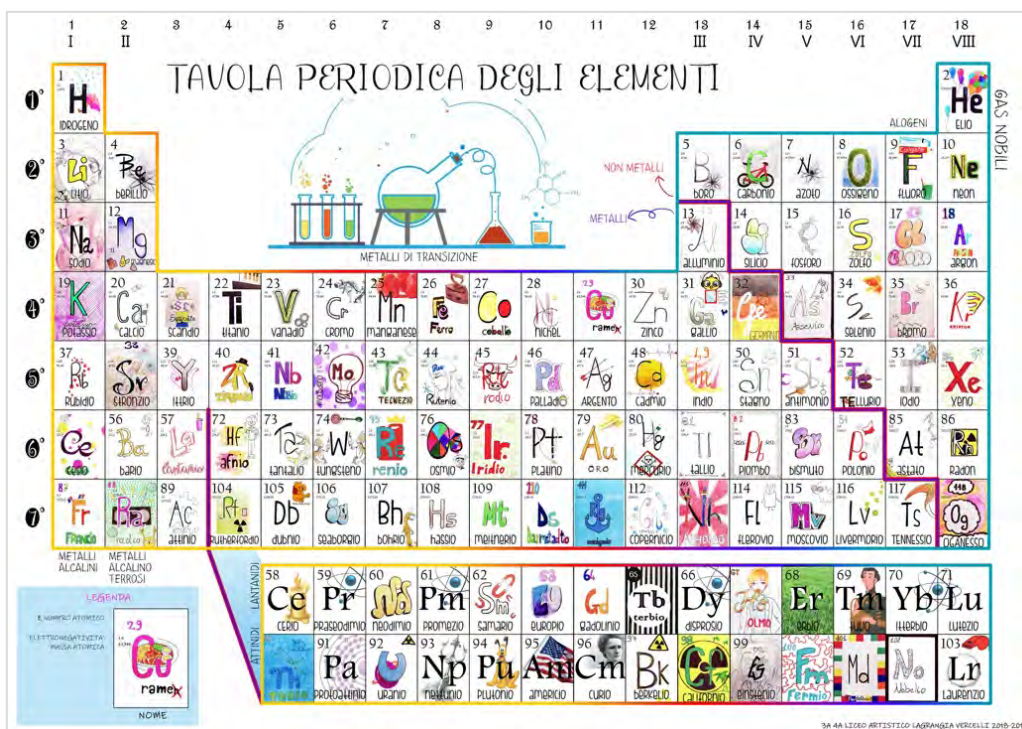 1 2 3 4 5 6 7 8 9 10 11 12 13 14 15 16 17 18
I II III IV V VI VII VIII
TAVOLA PERIODICA DEGLI ELEMENTI
1° 1 2
H He
IDROGENO ELIO
ALOGENI
GAS NOBILI
2° 3 4 5 6 7 8 9 10
Li Be B C N O F Ne
LITIO berillio boro carbonio azoto ossigeno fluoro neon
NON METALLI
METALLI
3° 11 12 13 14 15 16 17 18
Na Mg Al Si P S Cl Ar
sodio magnesio alluminio silicio fosforo zolfo cloro argon
METALLI DI TRANSIZIONE
4° 19 20 21 22 23 24 25 26 27 28 29 30 31 32 33 34 35 36
K Ca Sc Ti V Cr Mn Fe Co Ni Cu Zn Ga Ge As Se Br Kr
Potassio calcio scandio titanio vanadio cromo manganese Ferro cobalto nichel rame zinco gallio GERMANIO Arsenico selenio bromo
5° 37 38 39 40 41 42 43 44 45 46 47 48 49 50 51 52 53 54
Rb Sr Y Zr Nb Mo Tc Ru Rh Pd Ag Cd In Sn Sb Te I Xe
Rubidio STRONZIO ittrio zirconio niobio TECNEZIO Rutenio rodio palladio ARGENTO cadmio indio stagno antimonio TELLURIO iodio xeno
6° 56 57 72 73 74 75 76 77 78 79 80 81 82 83 84 85 86
Cs Ba La Hf Ta W Re Os Ir Pt Au Hg Tl Pb Bi Po At Rn
cesio bario Lantanio afnio tantalio tungsteno renio osmio Iridio Platino ORO MERCURIO tallio piombo bismuto polonio astato RADON
7° 87 88 89 104 105 106 107 108 109 110 111 112 113 114 115 116 117 118
Fr Ra Ac Rf Db Sg Bh Hs Mt Ds Rg Cn Nh Fl Mv Lv Ts Og
FRANCIO radio attinio Rutherfordio dubnio seaborgio bohrio hassio meitnerio COPERNICIO flerovio moscovio Livermorio TENNESSIO OGANESSO
METALLI ALCALINI
METALLI
ALCALINO
TERROSI
LANTANIDI
58 59 60 61 62 63 64 65 66 67 68 69 70 71
Ce Pr Nd Pm Sm Eu Gd Tb Dy Er Tm Yb Lu
CERIO PRASEODIMIO neodimio PROMEZIO SAMARIO europio GADOLINIO terbio DISPROSIO OLMO erbio tulio ITTERBIO LUTEZIO
ATTINIDI
91 92 93 94 95 96 97 98 99 103
Pa U Np Pu Am Cm Bk Cf Es Fm Md No Lr
PROTOATTINIO uranio nettunio PLUTONIO americio CURIO BERKELIO CALIFORNIO einstenio Fermio Nobelio LAURENZIO
LEGENDA
E NUMERO ATOMICO
ELETTRONEGATIVITA'
MASSA ATOMICA
29
Cu
rame
NOME
3A 4A LICEO ARTISTICO LAGRANGIA VERCELLI 2018-201